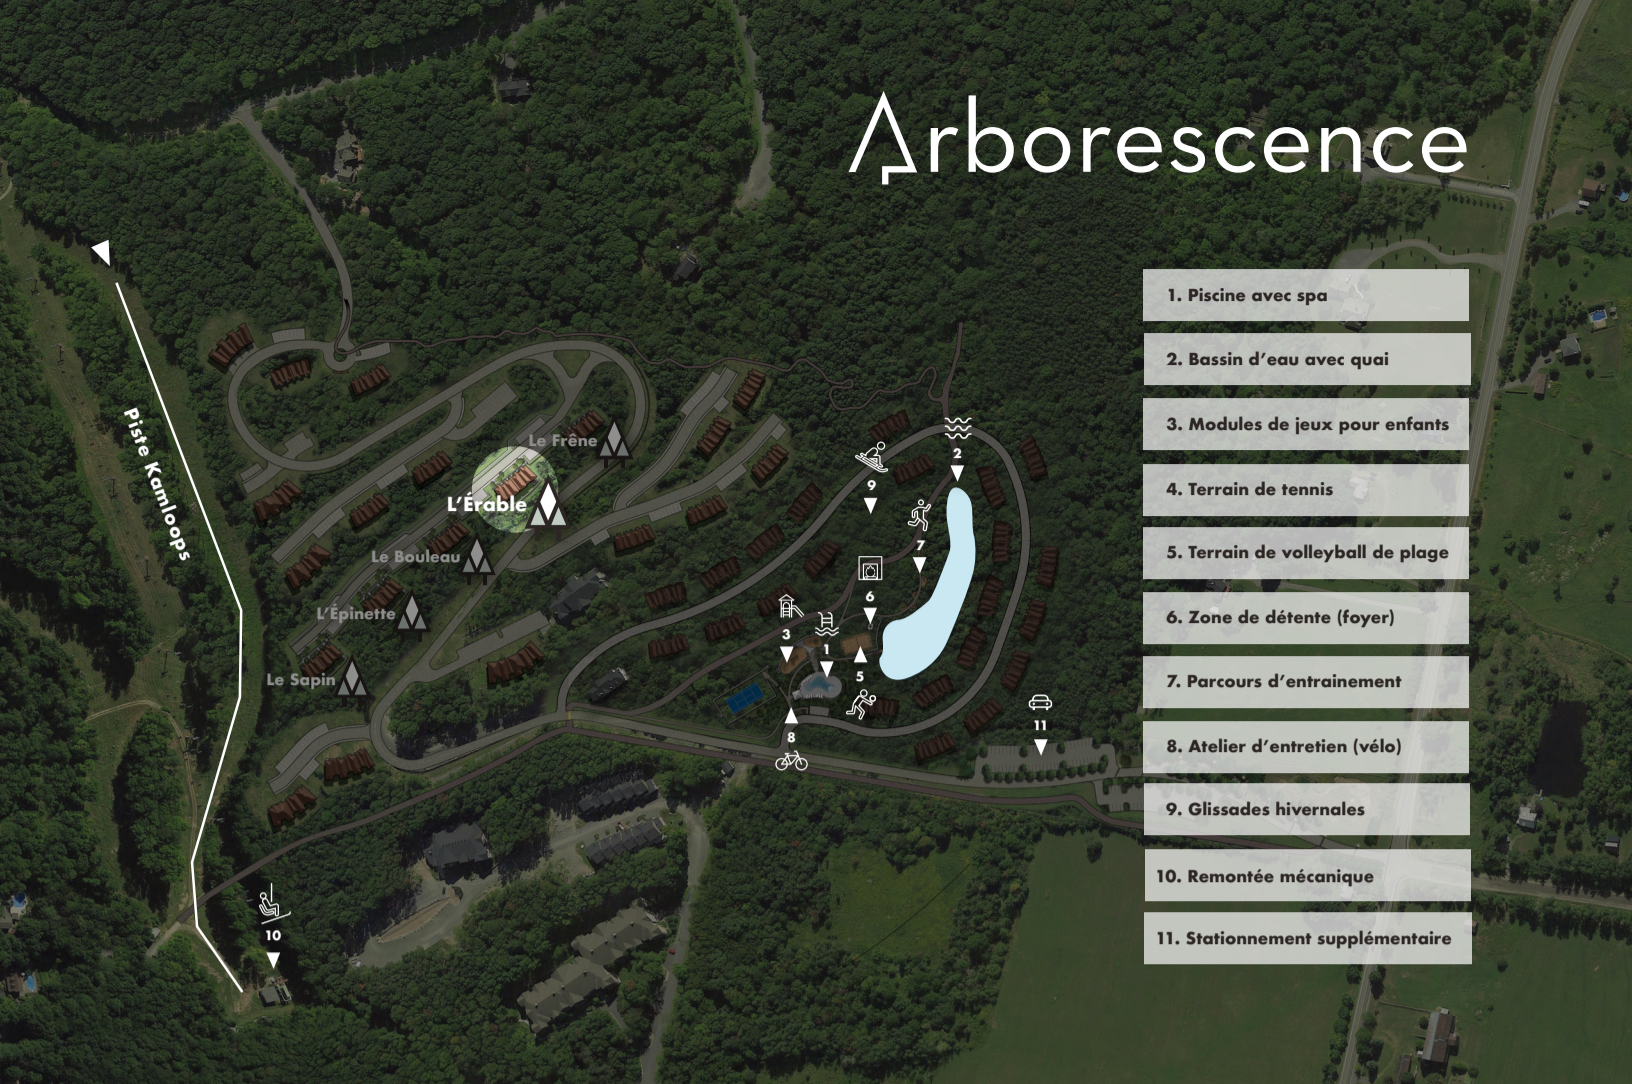 Arborescence
1. Piscine avec spa
2. Bassin d'eau avec quai
3. Modules de jeux pour enfants
4. Terrain de tennis
5. Terrain de volleyball de plage
6. Zone de détente (foyer)
7. Parcours d'entrainement
8. Atelier d'entretien (vélo)
9. Glissades hivernales
10. Remontée mécanique
11. Stationnement supplémentaire
Piste Kamloops
Le Frêne
L'Érable
Le Bouleau
L'Épinette
Le Sapin
2
9
7
6
3
1
5
11
8
10